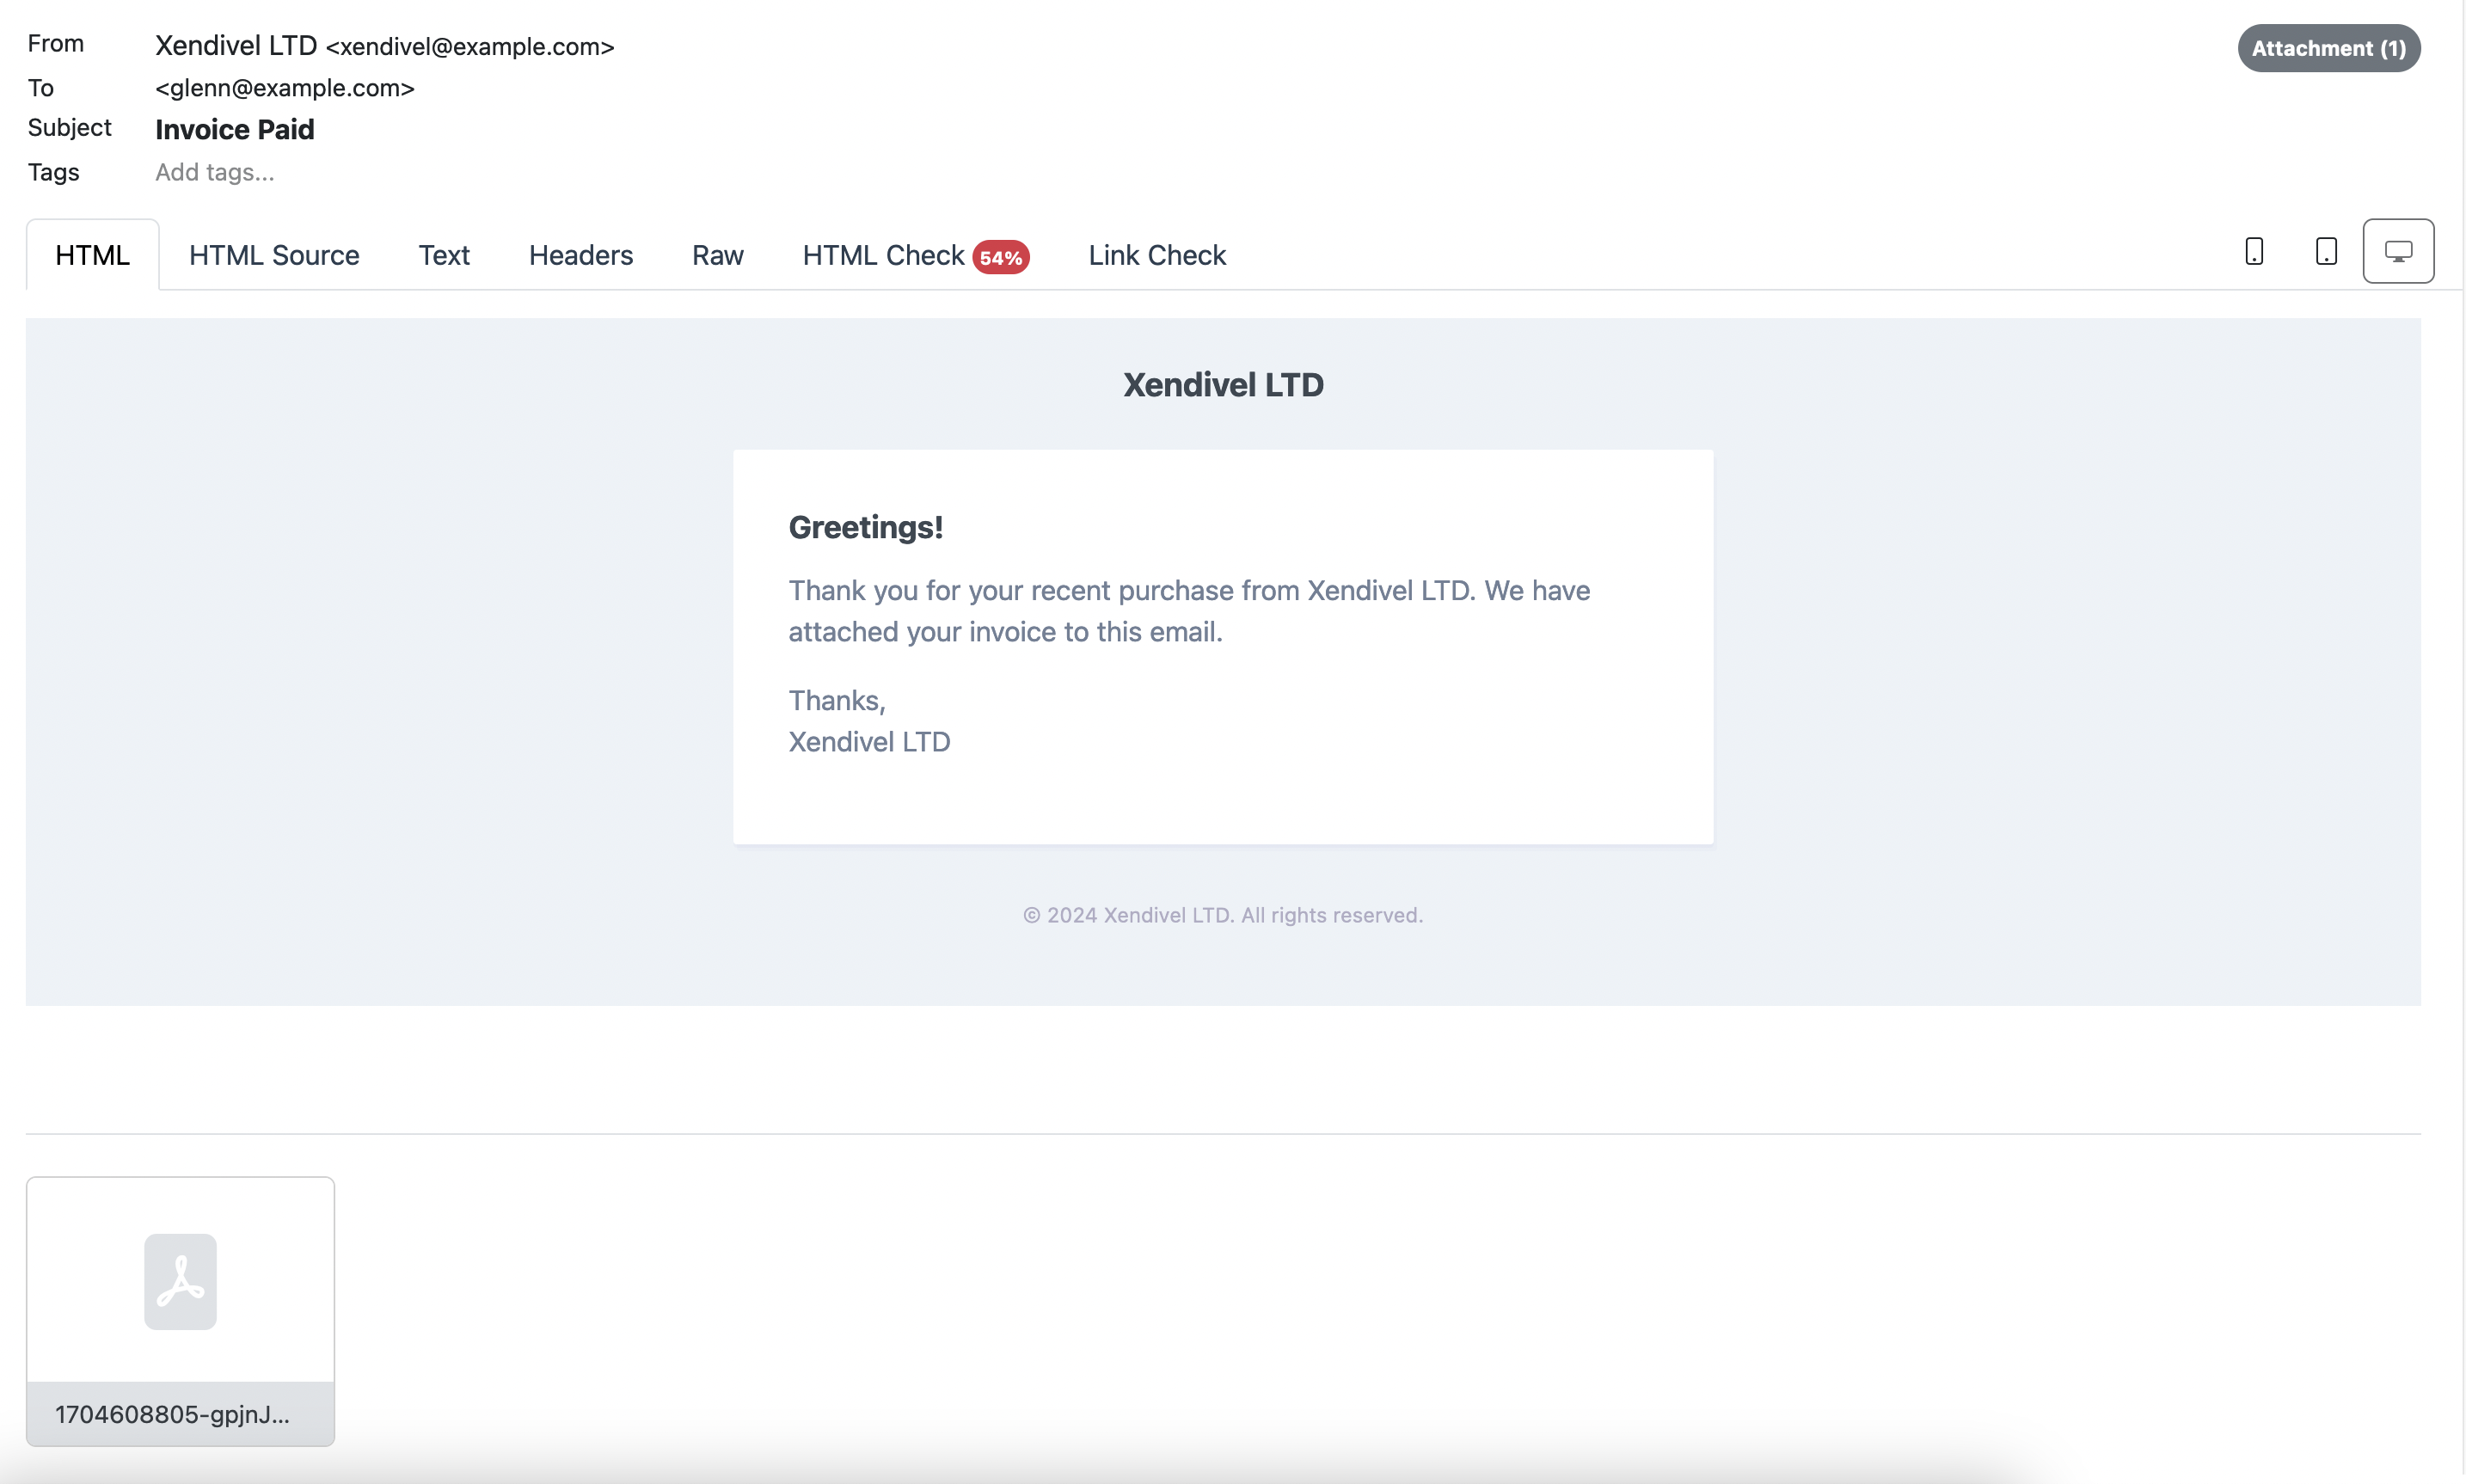 From Xendivel LTD <xendivel@example.com> Attachment (1)
To <glenn@example.com>
Subject Invoice Paid
Tags Add tags...
HTML HTML Source Text Headers Raw HTML Check 54% Link Check
Xendivel LTD
Greetings!
Thank you for your recent purchase from Xendivel LTD. We have
attached your invoice to this email.
Thanks,
Xendivel LTD
© 2024 Xendivel LTD. All rights reserved.
1704608805-gpjnJ...